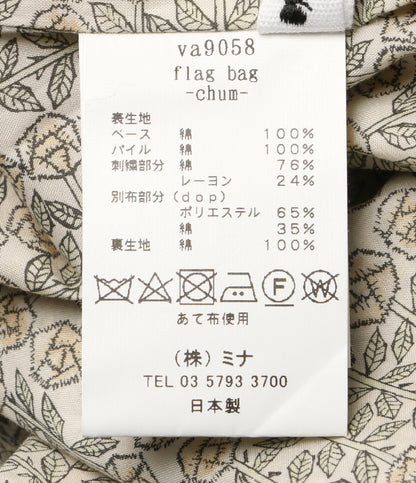 va9058
flag bag
-chum-
表生地
ベース 綿 100%
パイル 綿 100%
刺繍部分 綿 76%
レーヨン 24%
別布部分(dop)
ポリエステル 65%
綿 35%
裏生地 綿 100%
F W
あて布使用
(株)ミナ
TEL 03 5793 3700
日本製